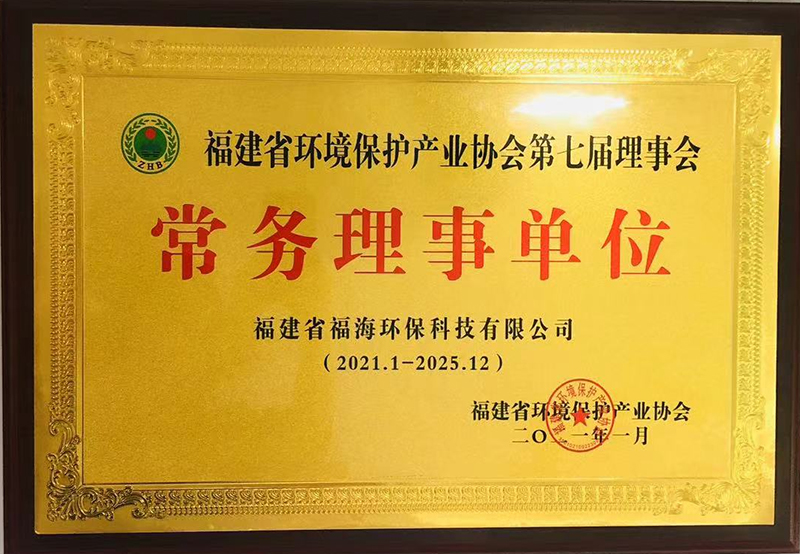 ZHB
福建省环境保护产业协会第七届理事会
常务理事单位
福建省福海环保科技有限公司
(2021.1-2025.12)
福建省环境保护产业协会
二〇二一年一月